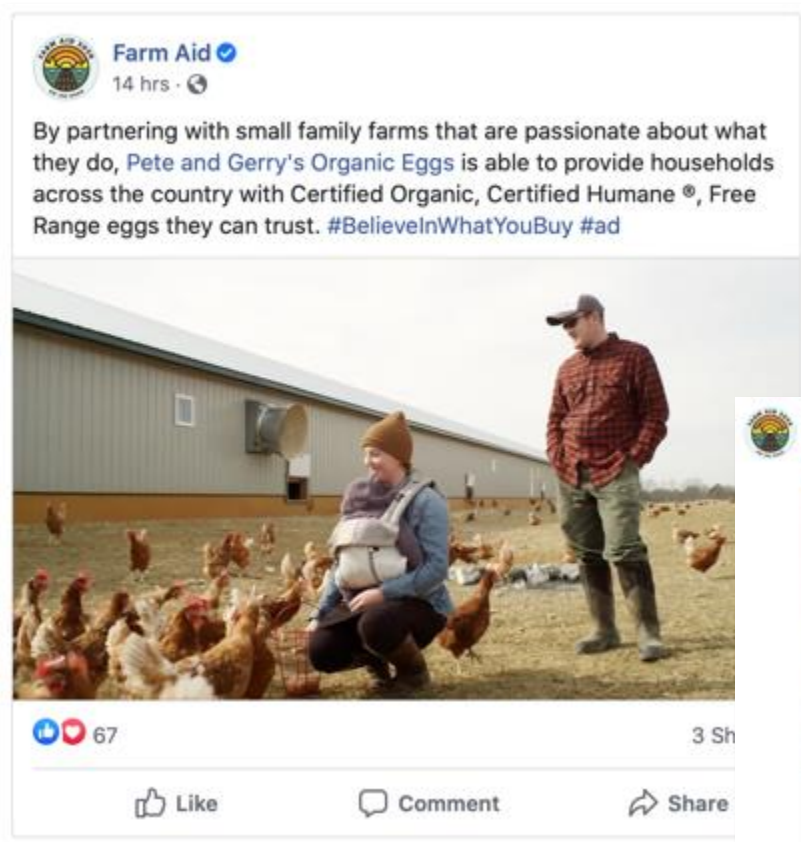 Farm Aid
14 hrs ·
By partnering with small family farms that are passionate about what
they do, Pete and Gerry's Organic Eggs is able to provide households
across the country with Certified Organic, Certified Humane ®, Free
Range eggs they can trust. #BelieveInWhatYouBuy #ad
67
3 Sh
Like
Comment
Share